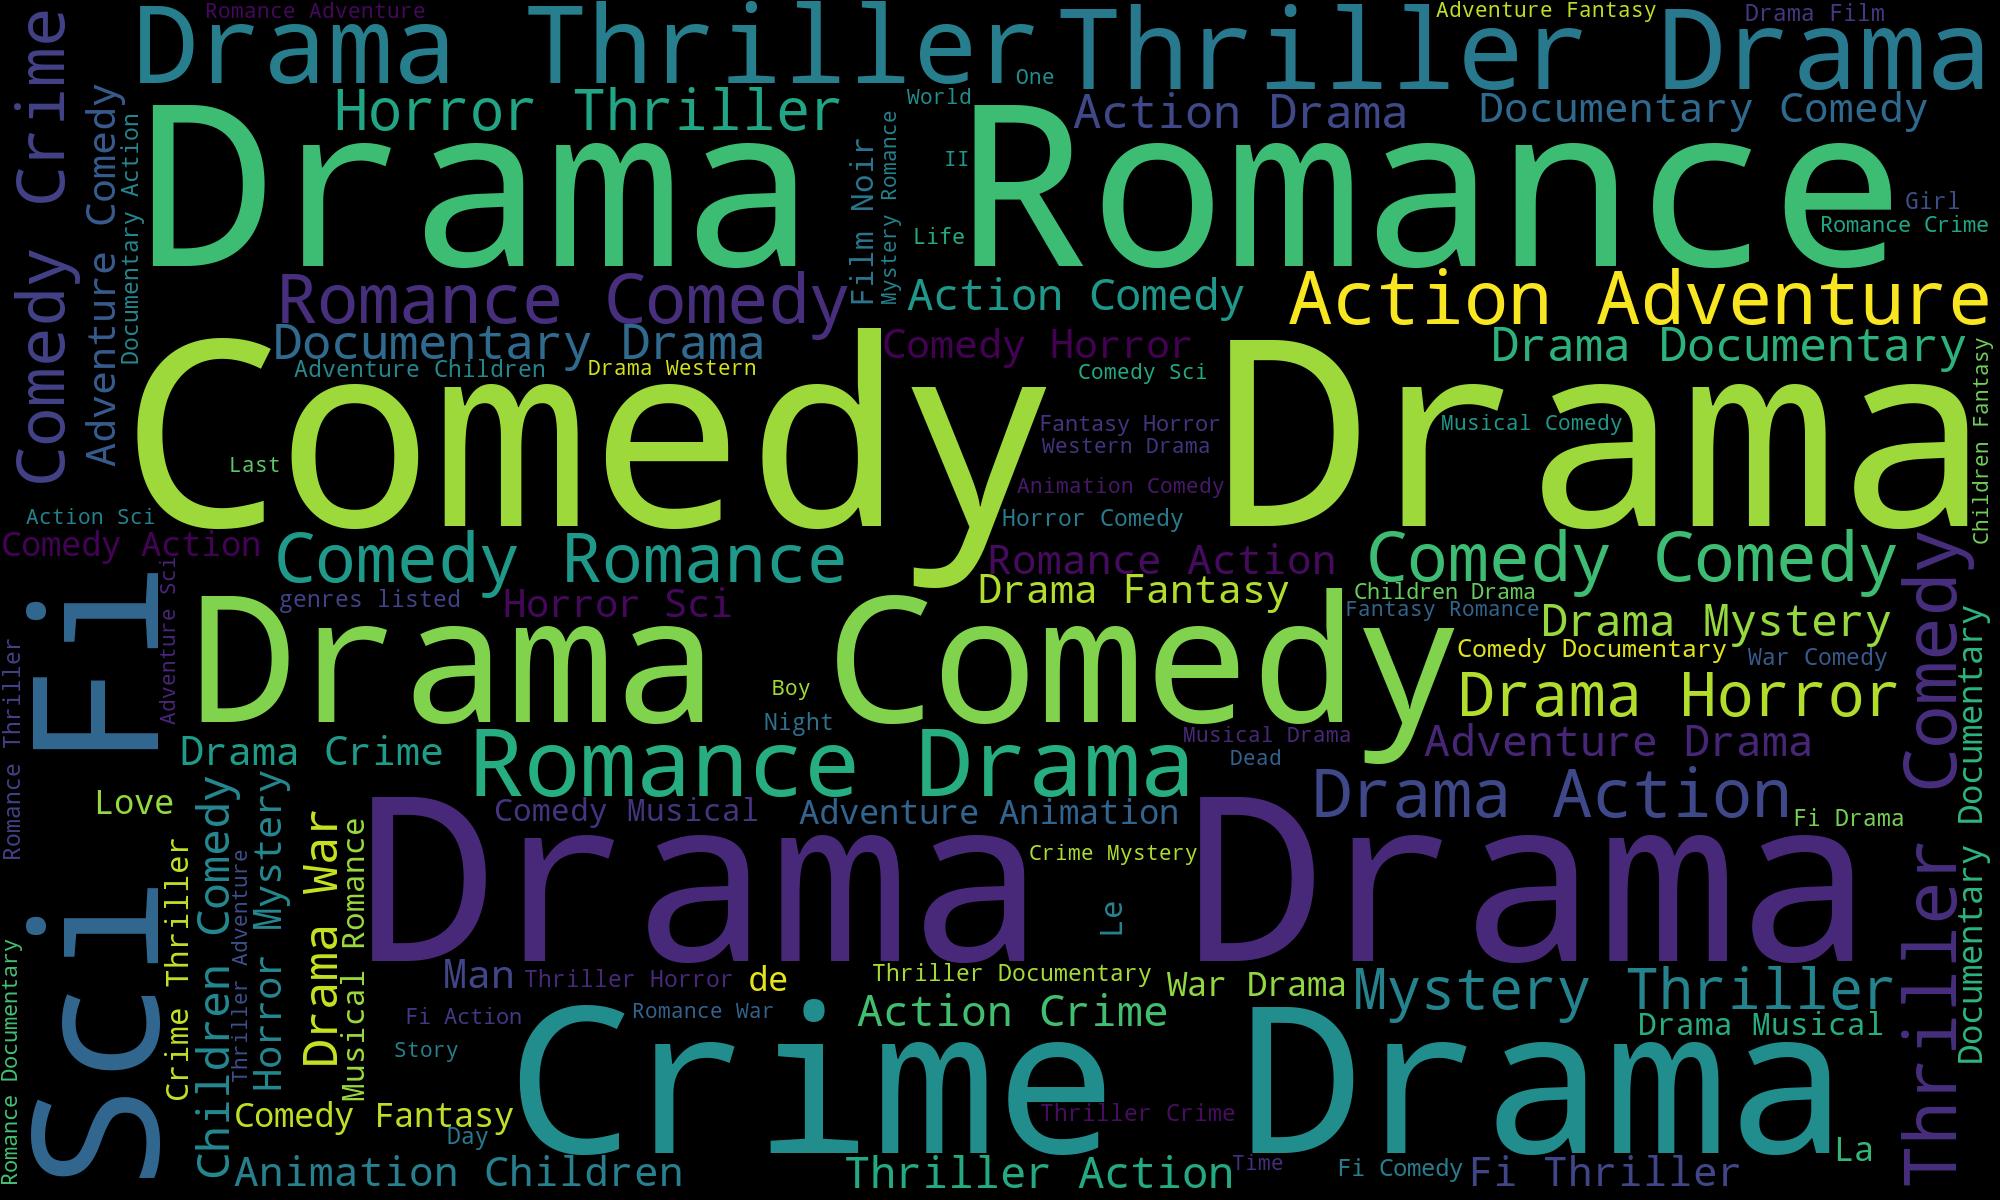 Romance Adventure
Adventure Fantasy
Drama Film
Drama Thriller
Thriller Drama
One
Comedy Crime
Adventure Comedy
Documentary Action
Horror Thriller
World
Action Drama
Documentary Comedy
Drama Romance
Film Noir
Mystery Romance
II
Life
Girl
Romance Crime
Romance Comedy
Action Comedy
Action Adventure
Documentary Drama
Comedy Horror
Drama Documentary
Adventure Children
Drama Western
Comedy Sci
Children Fantasy
Comedy Drama
Fantasy Horror
Musical Comedy
Western Drama
Last
Animation Comedy
Action Sci
Horror Comedy
Comedy Action
Comedy Romance
Romance Action
Comedy Comedy
Adventure Sci
Sci Fi
genres listed
Horror Sci
Drama Fantasy
Children Drama
Fantasy Romance
Drama Mystery
Drama Comedy
Comedy Documentary
War Comedy
Thriller Comedy
Documentary Documentary
Romance Thriller
Boy
Night
Drama Horror
Drama Crime
Romance Drama
Musical Drama
Dead
Adventure Drama
Love
Children Comedy
Horror Mystery
Drama War
Comedy Musical
Adventure Animation
Drama Action
Fi Drama
Crime Thriller
Thriller Adventure
Musical Romance
Drama Drama
Crime Mystery
Le
Romance Documentary
Man
Thriller Horror
de
Thriller Documentary
War Drama
Mystery Thriller
Fi Action
Romance War
Action Crime
Drama Musical
Story
Crime Drama
Comedy Fantasy
Thriller Crime
Day
La
Animation Children
Thriller Action
Time
Fi Comedy
Fi Thriller